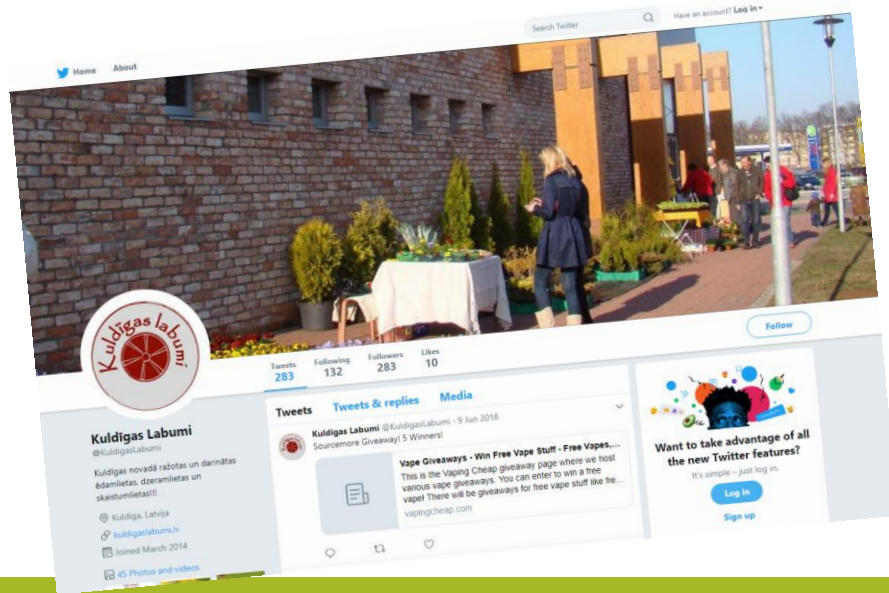 Search Twitter
Have an account? Log in
Home About
Kuldīgas labumi
Tweets Following Followers Likes
283 132 283 10
Follow
Kuldīgas Labumi
@KuldigasLabumi
Kuldīgas novadā ražotas un darinātas
ēdamlietas, dzeramlietas un
skaistumlietas!!!
Kuldīga, Latvija
kuldigaslabumi.lv
Joined March 2014
45 Photos and videos
Tweets Tweets & replies Media
Kuldīgas Labumi @KuldigasLabumi · 9 Jun 2018
Sourcemore Giveaway! 5 Winners!
Vape Giveaways - Win Free Vape Stuff - Free Vapes,...
This is the Vaping Cheap giveaway page where we host
various vape giveaways. You can enter to win a free
vape! There will be giveaways for free vape stuff like fre...
vapingcheap.com
Want to take advantage of all
the new Twitter features?
It's simple – just log in.
Log in
Sign up